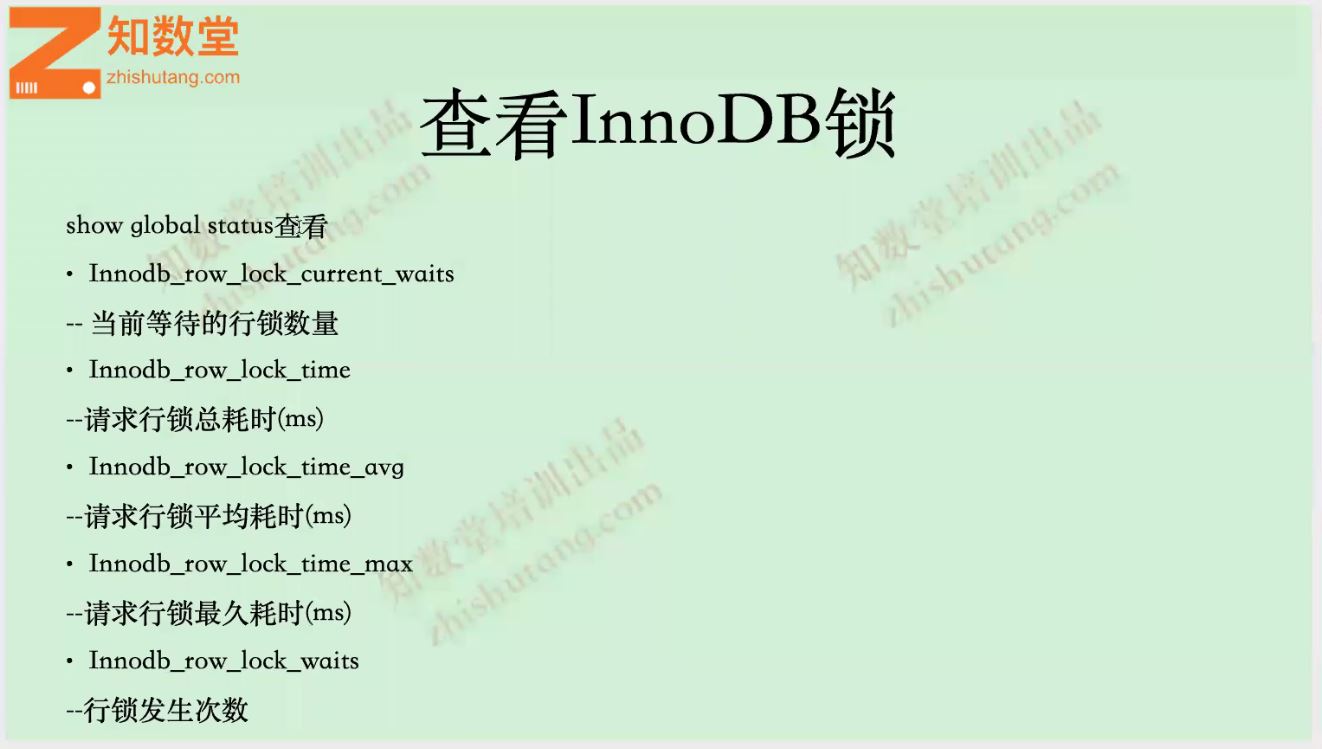 知数堂
zhishutang.com
查看InnoDB锁
show global status查看
• Innodb_row_lock_current_waits
-- 当前等待的行锁数量
• Innodb_row_lock_time
--请求行锁总耗时(ms)
• Innodb_row_lock_time_avg
--请求行锁平均耗时(ms)
• Innodb_row_lock_time_max
--请求行锁最久耗时(ms)
• Innodb_row_lock_waits
--行锁发生次数
知数堂培训出品
zhishutang.com
知数堂培训出品
zhishutang.com
知数堂培训出品
zhishutang.com